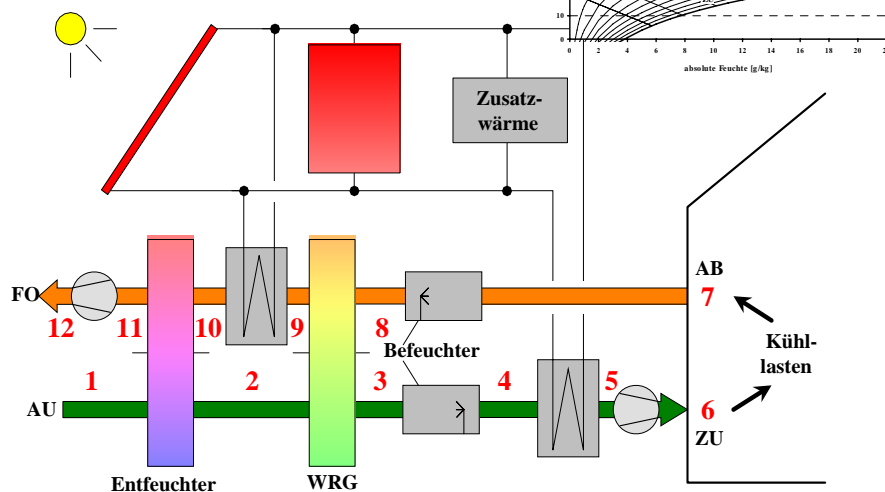 10
0
0 2 4 6 8 10 12 14 16 18 20 22
absolute Feuchte [g/kg]
Zusatz-
wärme
FO
AB
12 11 10 9 8 7
Befeuchter
Kühl-
lasten
1 2 3 4 5
AU
6
ZU
Entfeuchter
WRG